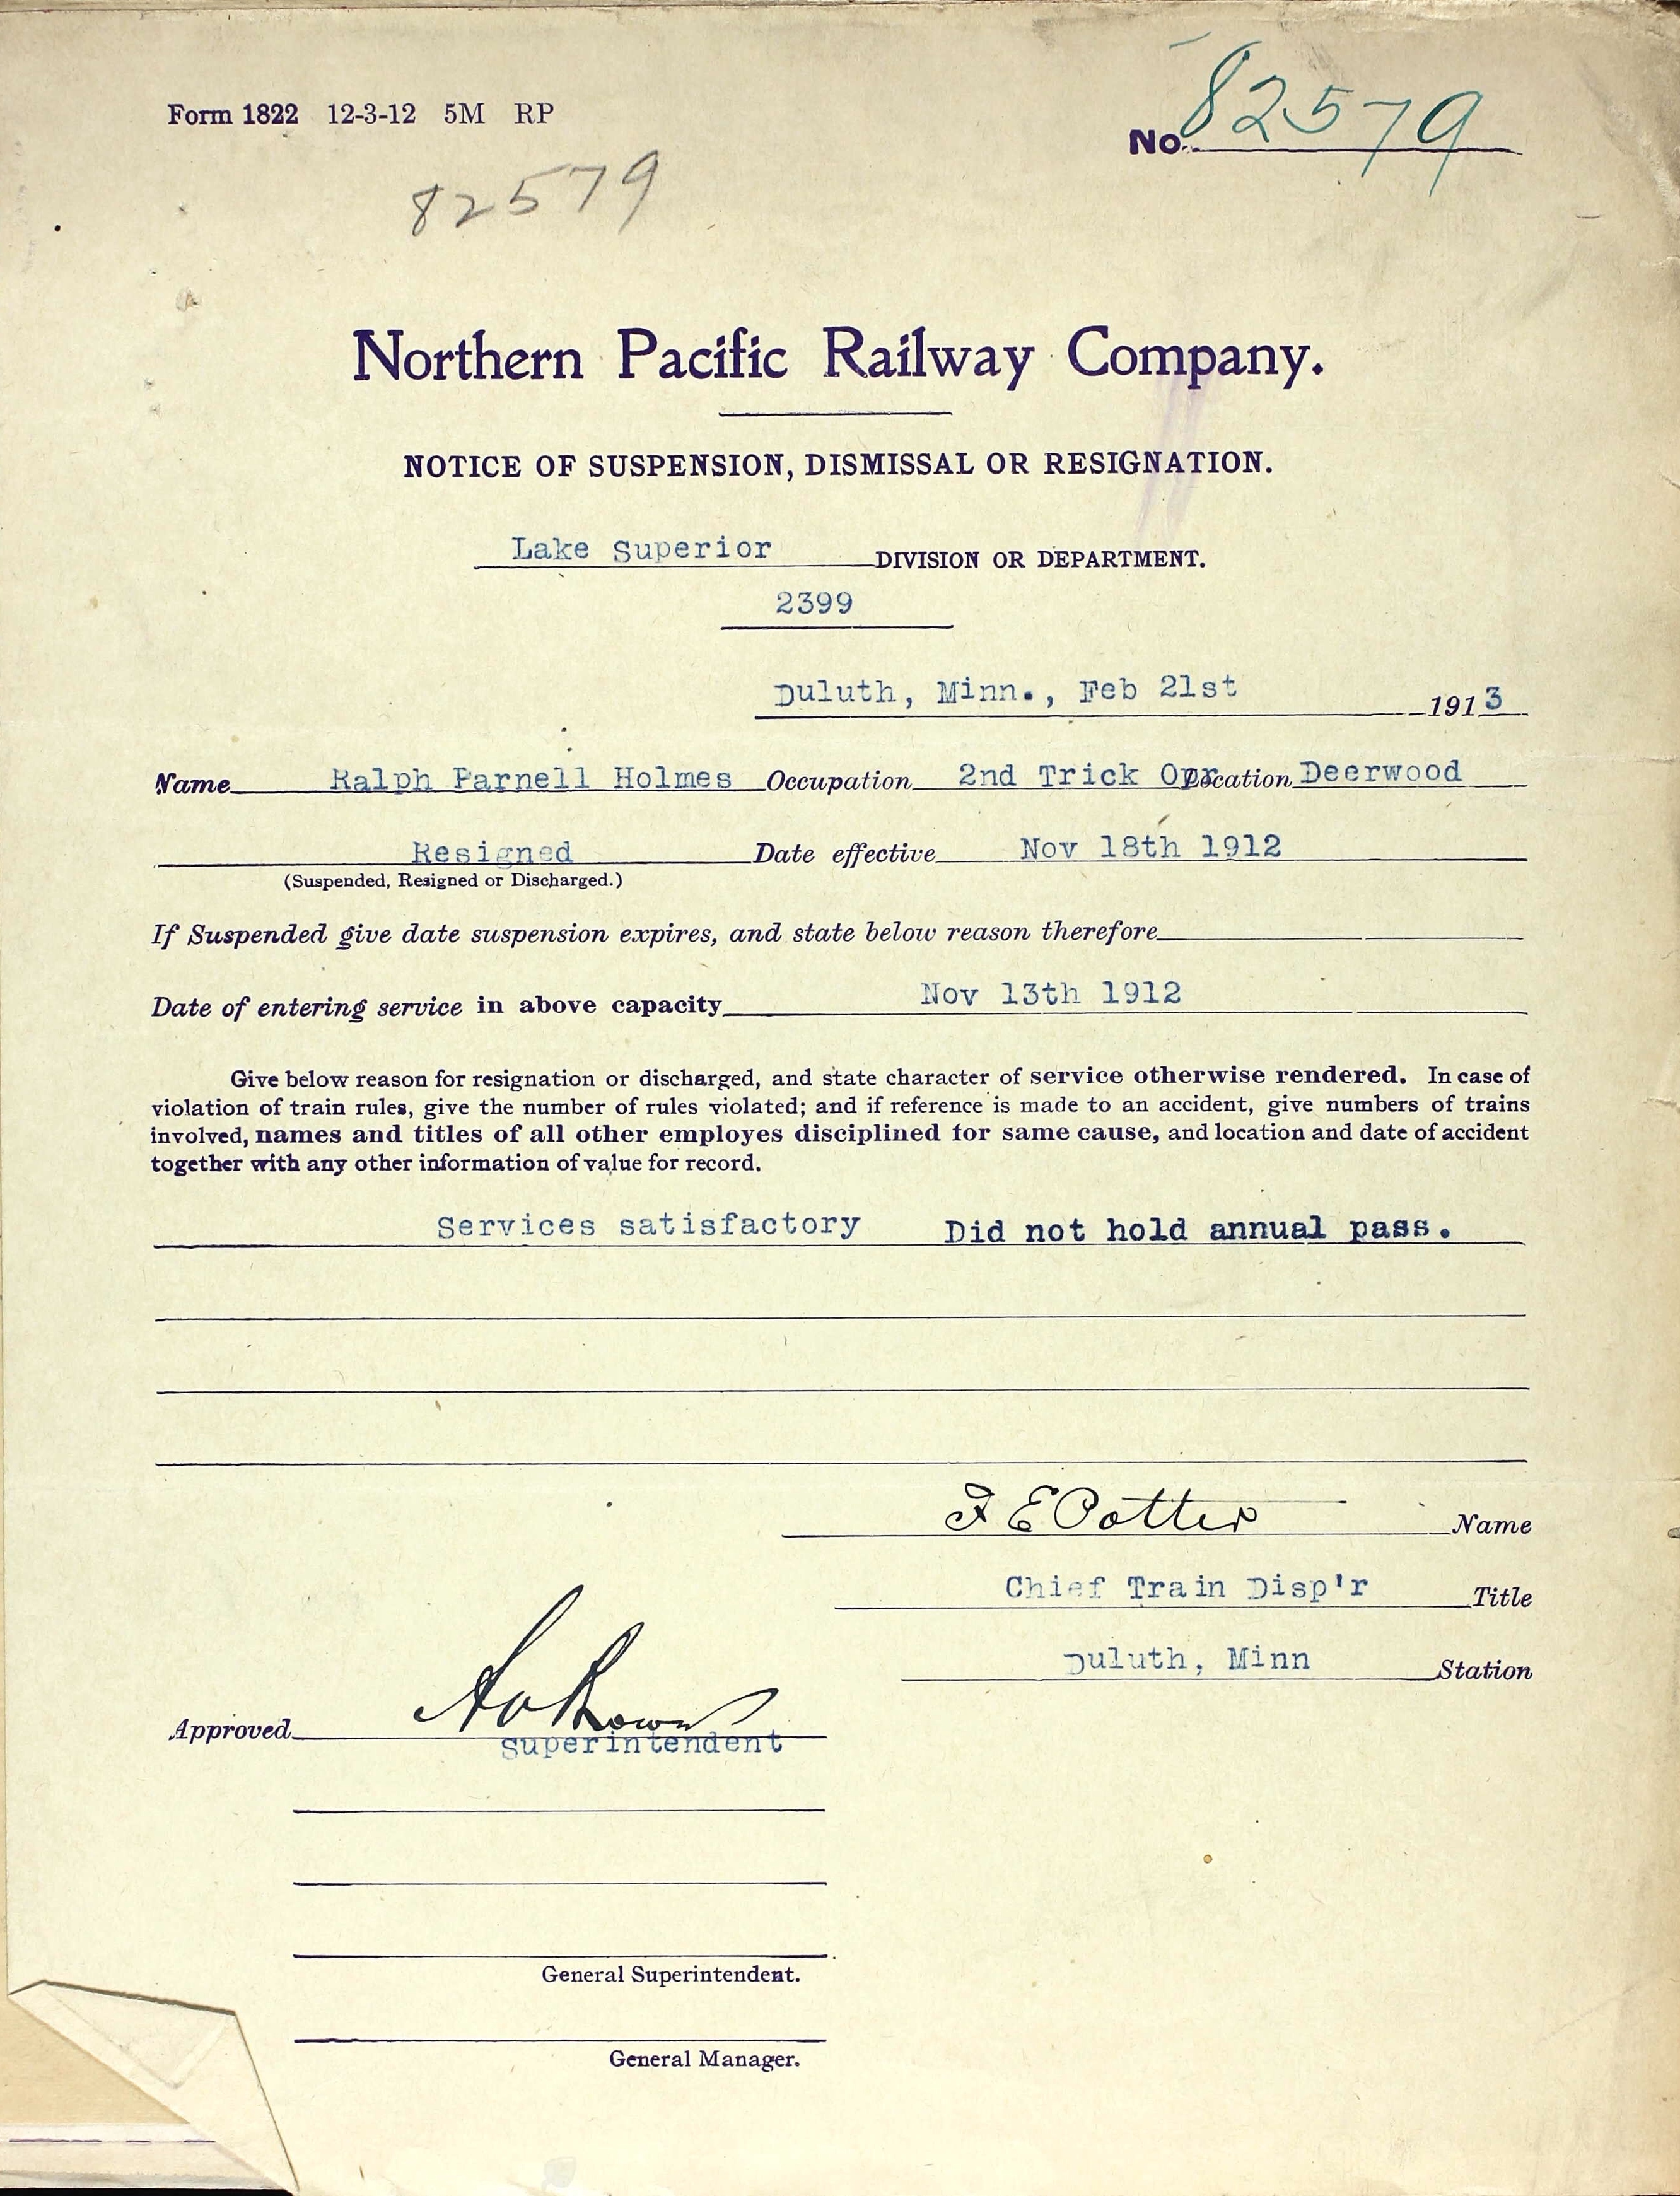 Form 1822 12-3-12 5M RP
No. 82579
82579
Northern Pacific Railway Company.
NOTICE OF SUSPENSION, DISMISSAL OR RESIGNATION.
Lake Superior DIVISION OR DEPARTMENT.
2399
Duluth, Minn., Feb 21st 1913
Name Ralph Parnell Holmes Occupation 2nd Trick Opr Location Deerwood
Resigned Date effective Nov 18th 1912
(Suspended, Resigned or Discharged.)
If Suspended give date suspension expires, and state below reason therefore
Date of entering service in above capacity Nov 13th 1912
Give below reason for resignation or discharged, and state character of service otherwise rendered. In case of
violation of train rules, give the number of rules violated; and if reference is made to an accident, give numbers of trains
involved, names and titles of all other employes disciplined for same cause, and location and date of accident
together with any other information of value for record.
Services satisfactory Did not hold annual pass.
F E Potter Name
Chief Train Disp'r Title
Duluth, Minn Station
Approved
Superintendent
General Superintendent.
General Manager.